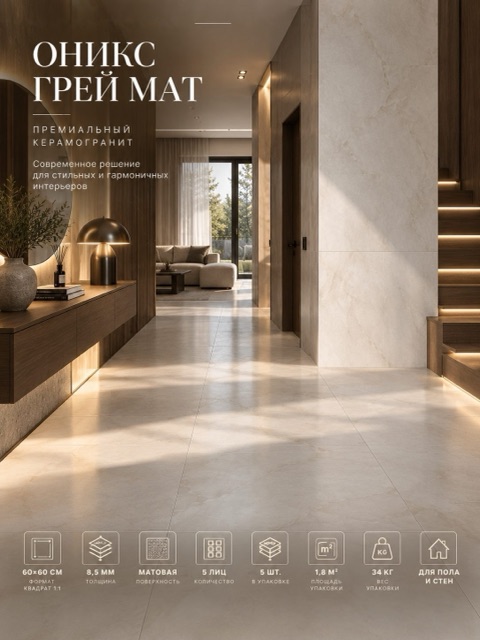 ОНИКС
ГРЕЙ МАТ
ПРЕМИАЛЬНЫЙ
КЕРАМОГРАНИТ
Современное решение
для стильных и гармоничных
интерьеров
60×60 СМ
ФОРМАТ
КВАДРАТ 1:1
8,5 ММ
ТОЛЩИНА
МАТОВАЯ
ПОВЕРХНОСТЬ
5 ЛИЦ
КОЛИЧЕСТВО
5 ШТ.
В УПАКОВКЕ
m²
1,8 М²
ПЛОЩАДЬ
УПАКОВКИ
KG
34 КГ
ВЕС
УПАКОВКИ
ДЛЯ ПОЛА
И СТЕН